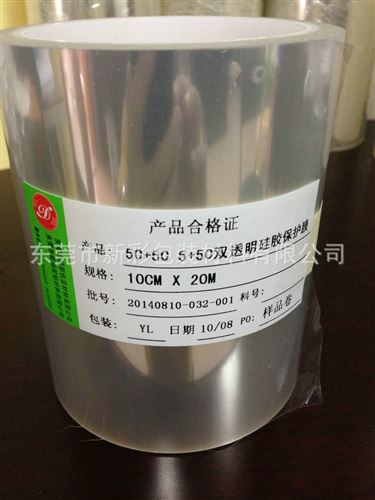 产品合格证
产品: 50+50 5+50双透明硅胶保护膜
东莞市新彩包装材料有限公司
规格: 10CM X 20M
批号: 20140810-032-001 料号:
包装: YL 日期 10/08 PO: 样品卷